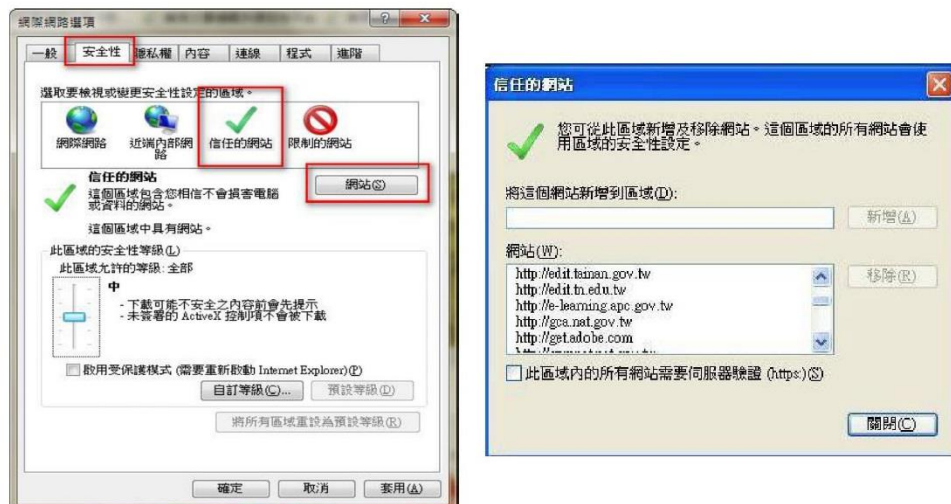 網際網路選項
一般 安全性 隱私權 內容 連線 程式 進階
選取要檢視或變更安全性設定的區域。
網際網路
近端內部網路
信任的網站
限制的網站
信任的網站
這個區域包含您相信不會損害電腦
或資料的網站。
網站(S)
這個區域中具有網站。
此區域的安全性等級(L)
此區域允許的等級: 全部
中
- 下載可能不安全之內容前會先提示
- 未簽署的 ActiveX 控制項不會被下載
啟用受保護模式 (需要重新啟動 Internet Explorer)(P)
自訂等級(C)... 預設等級(D)
將所有區域重設為預設等級(R)
確定 取消 套用(A)
信任的網站
您可從此區域新增及移除網站。這個區域的所有網站會使
用區域的安全性設定。
將這個網站新增到區域(D):
新增(A)
網站(W):
http://edit.tainan.gov.tw
http://edit.tn.edu.tw
http://e-learning.apc.gov.tw
http://gca.nat.gov.tw
http://get.adobe.com
移除(R)
此區域內的所有網站需要伺服器驗證 (https:)(S)
關閉(C)